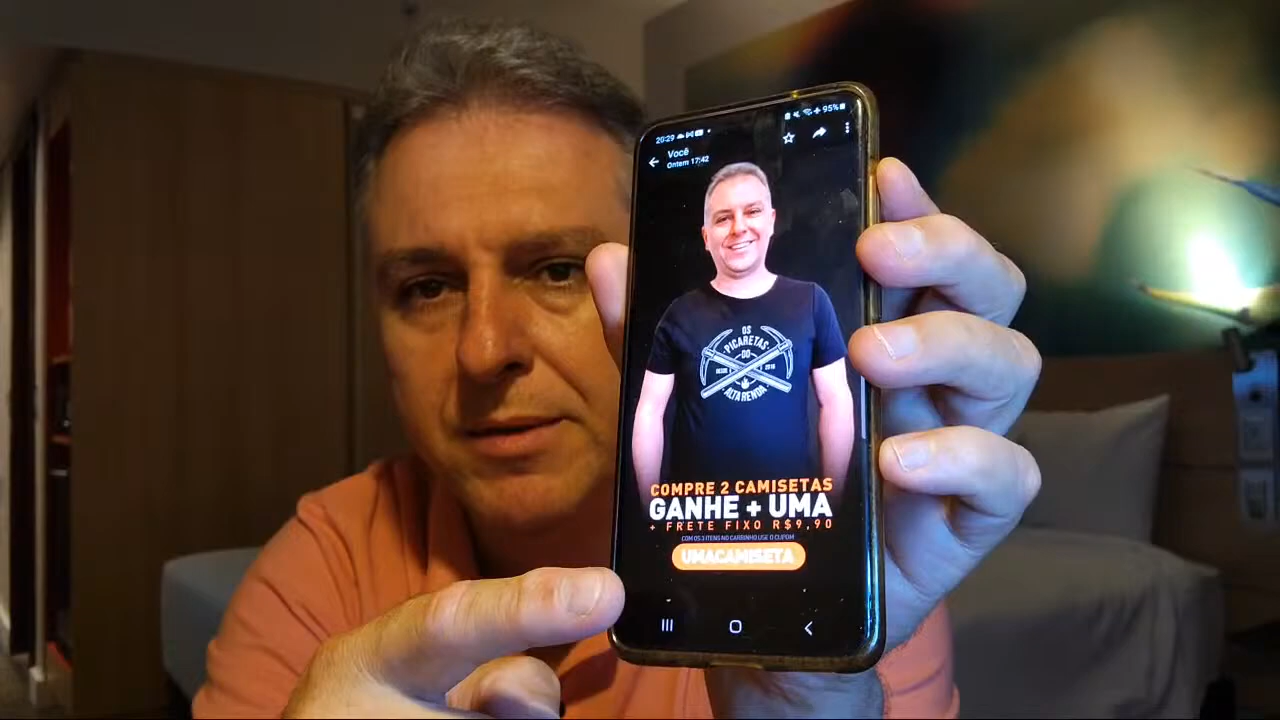 20:29
95%
Você
Ontem 17:42
OS
PICARETAS
DO
DESDE 2016
ALTA RENDA
COMPRE 2 CAMISETAS
GANHE + UMA
+ FRETE FIXO R$9,90
COM OS 3 ITENS NO CARRINHO USE O CUPOM
UMACAMISETA